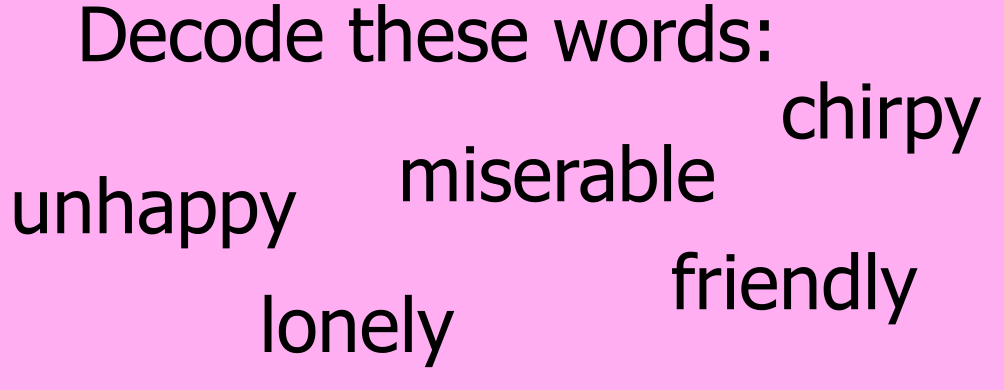 Decode these words:
chirpy
miserable
unhappy
friendly
lonely